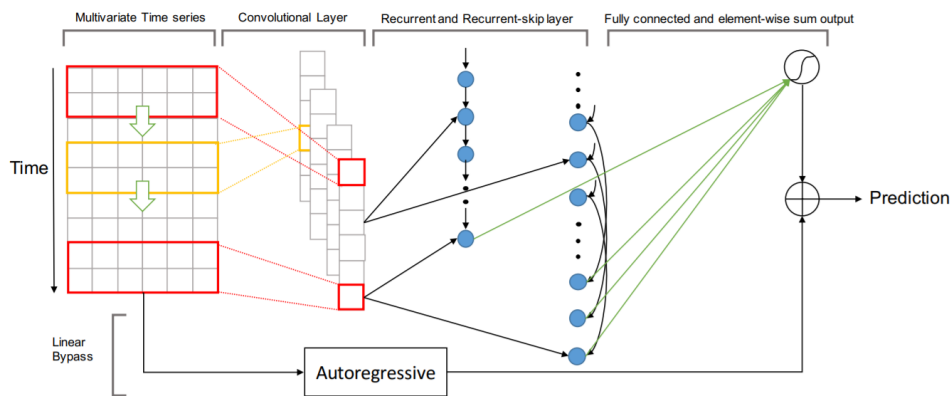 Multivariate Time series
Convolutional Layer
Recurrent and Recurrent-skip layer
Fully connected and element-wise sum output
Time
Prediction
Linear
Bypass
Autoregressive